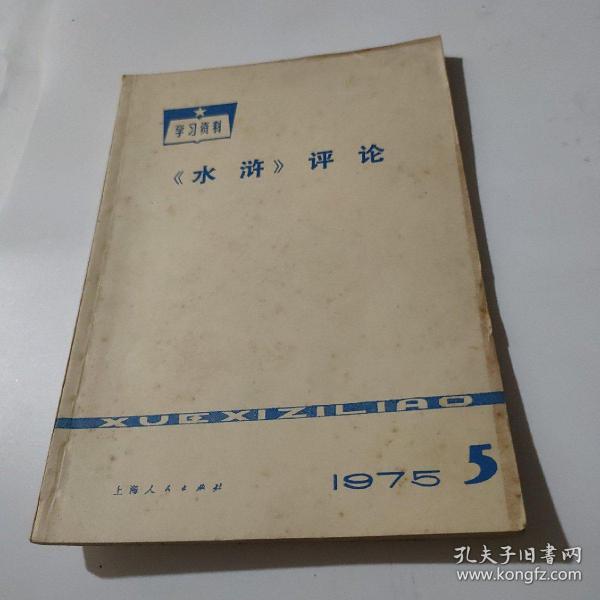 学习资料
《水浒》评论
XUEXIZILIAO
上海人民出版社
1975 5
孔夫子旧书网
www.kongfz.com